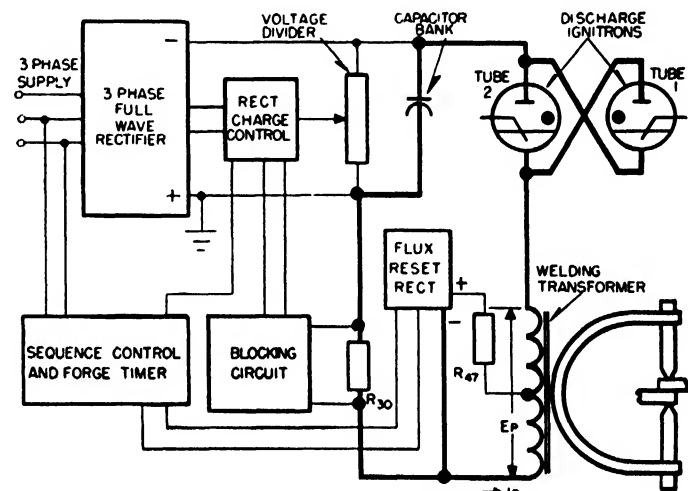 VOLTAGE
DIVIDER
CAPACITOR
BANK
DISCHARGE
IGNITRONS
3 PHASE
SUPPLY
3 PHASE
FULL
WAVE
RECTIFIER
−
+
RECT
CHARGE
CONTROL
TUBE
2
TUBE
1
FLUX
RESET
RECT
+
−
WELDING
TRANSFORMER
SEQUENCE CONTROL
AND FORGE TIMER
BLOCKING
CIRCUIT
R30
R47
EP